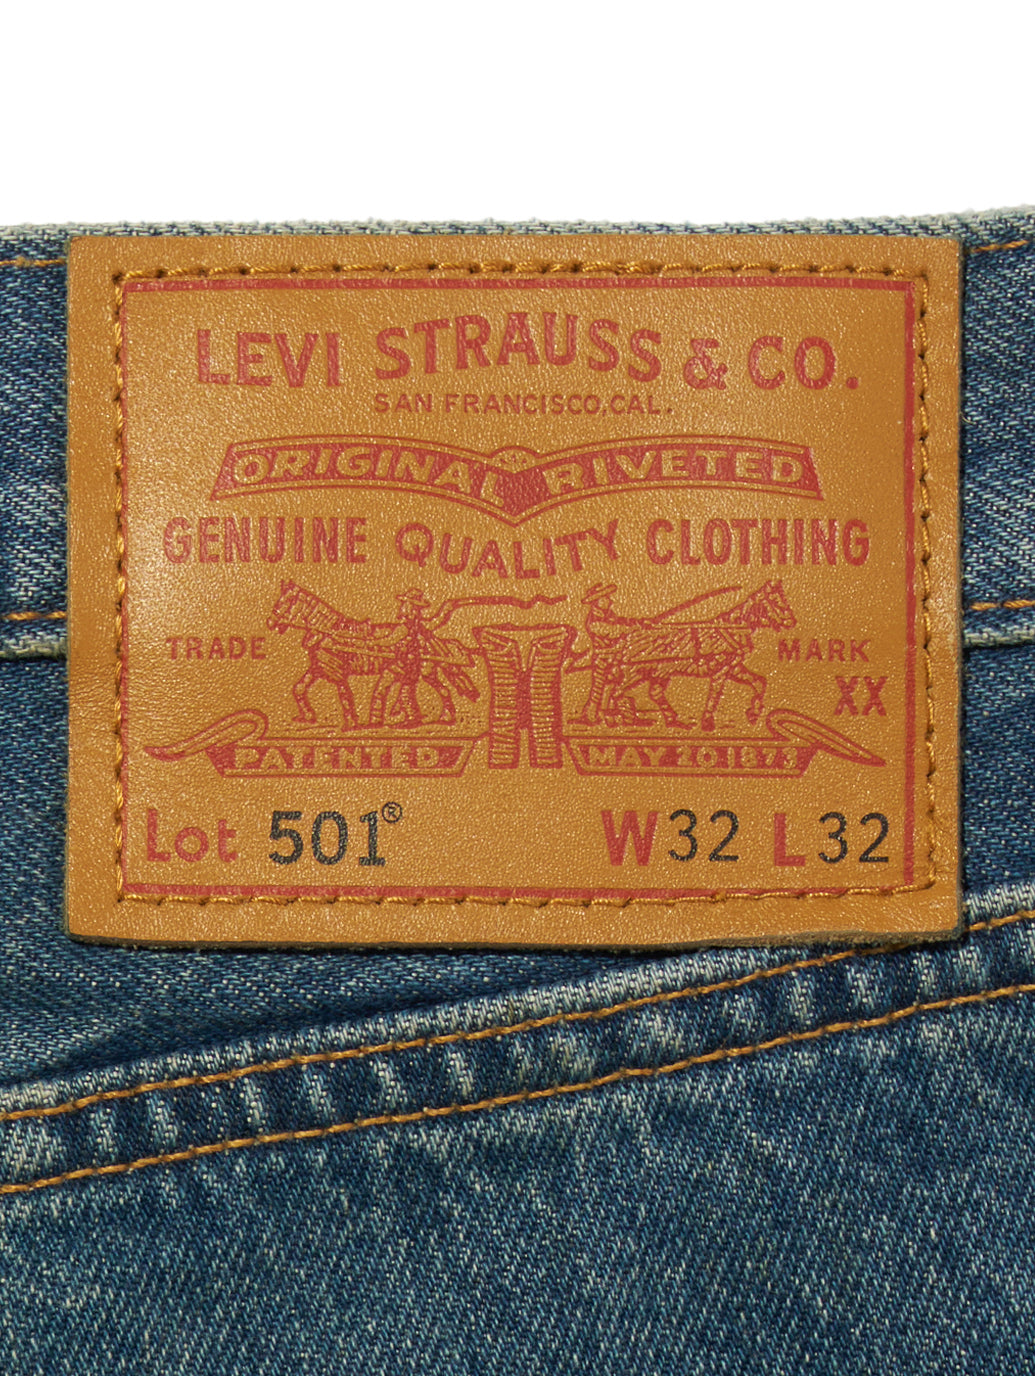 LEVI STRAUSS & CO.
SAN FRANCISCO, CAL.
ORIGINAL RIVETED
GENUINE QUALITY CLOTHING
TRADE MARK
XX
PATENTED MAY 20 1873
Lot 501® W32 L32